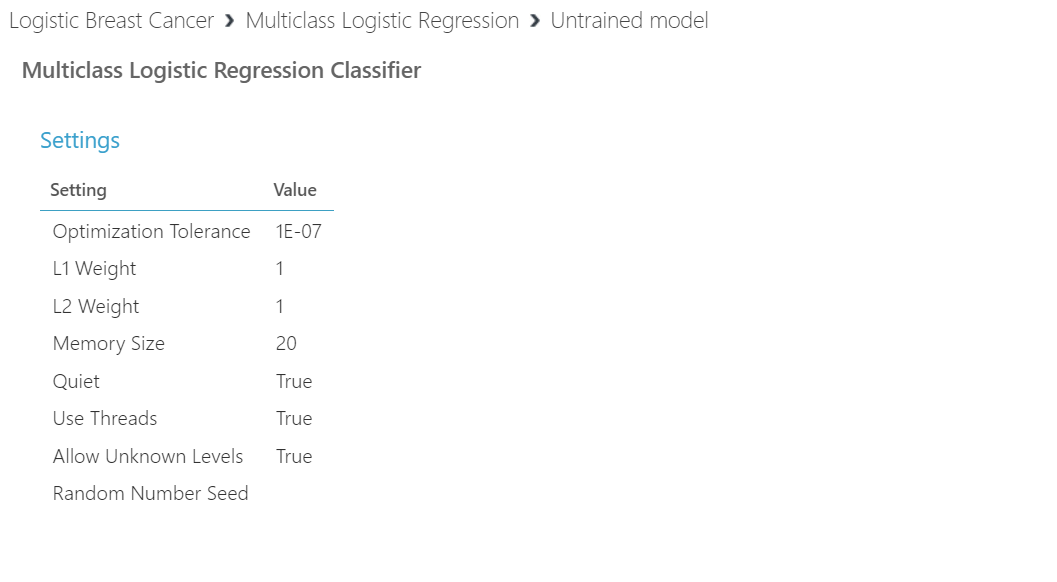 Logistic Breast Cancer › Multiclass Logistic Regression › Untrained model
Multiclass Logistic Regression Classifier
Settings
Setting Value
Optimization Tolerance 1E-07
L1 Weight 1
L2 Weight 1
Memory Size 20
Quiet True
Use Threads True
Allow Unknown Levels True
Random Number Seed